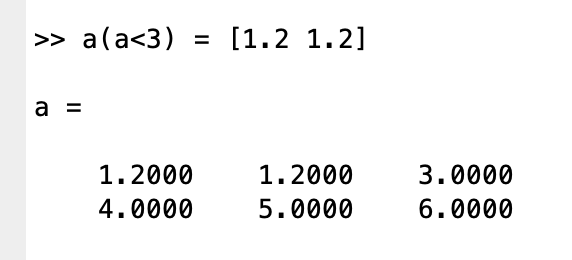 >> a(a<3) = [1.2 1.2]
a =
1.2000 1.2000 3.0000
4.0000 5.0000 6.0000